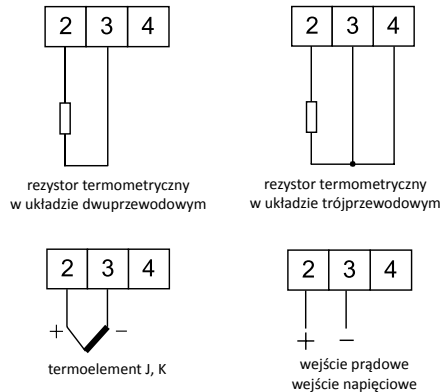 2 3 4
rezystor termometryczny
w układzie dwuprzewodowym
2 3 4
rezystor termometryczny
w układzie trójprzewodowym
2 3 4
+ −
termoelement J, K
2 3 4
+ −
wejście prądowe
wejście napięciowe